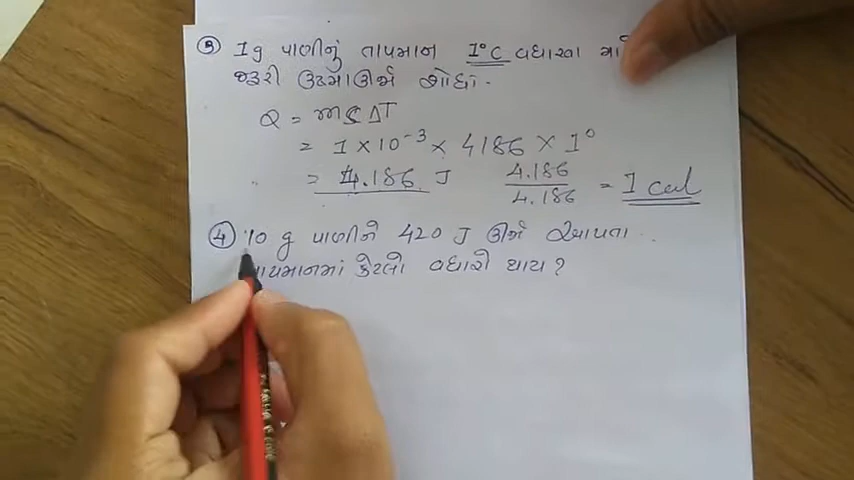 ③ 1g પાણીનું તાપમાન 1°C વધારવા
જરૂરી ઉષ્માઊર્જા શોધો.
Q = mSΔT
= 1×10⁻³×4186×1°
= 4.186 J 4.186/4.186 = 1 cal
④ 10 g પાણીને 420 J ઊર્જા આપતા
તાપમાનમાં કેટલો વધારો થાય?